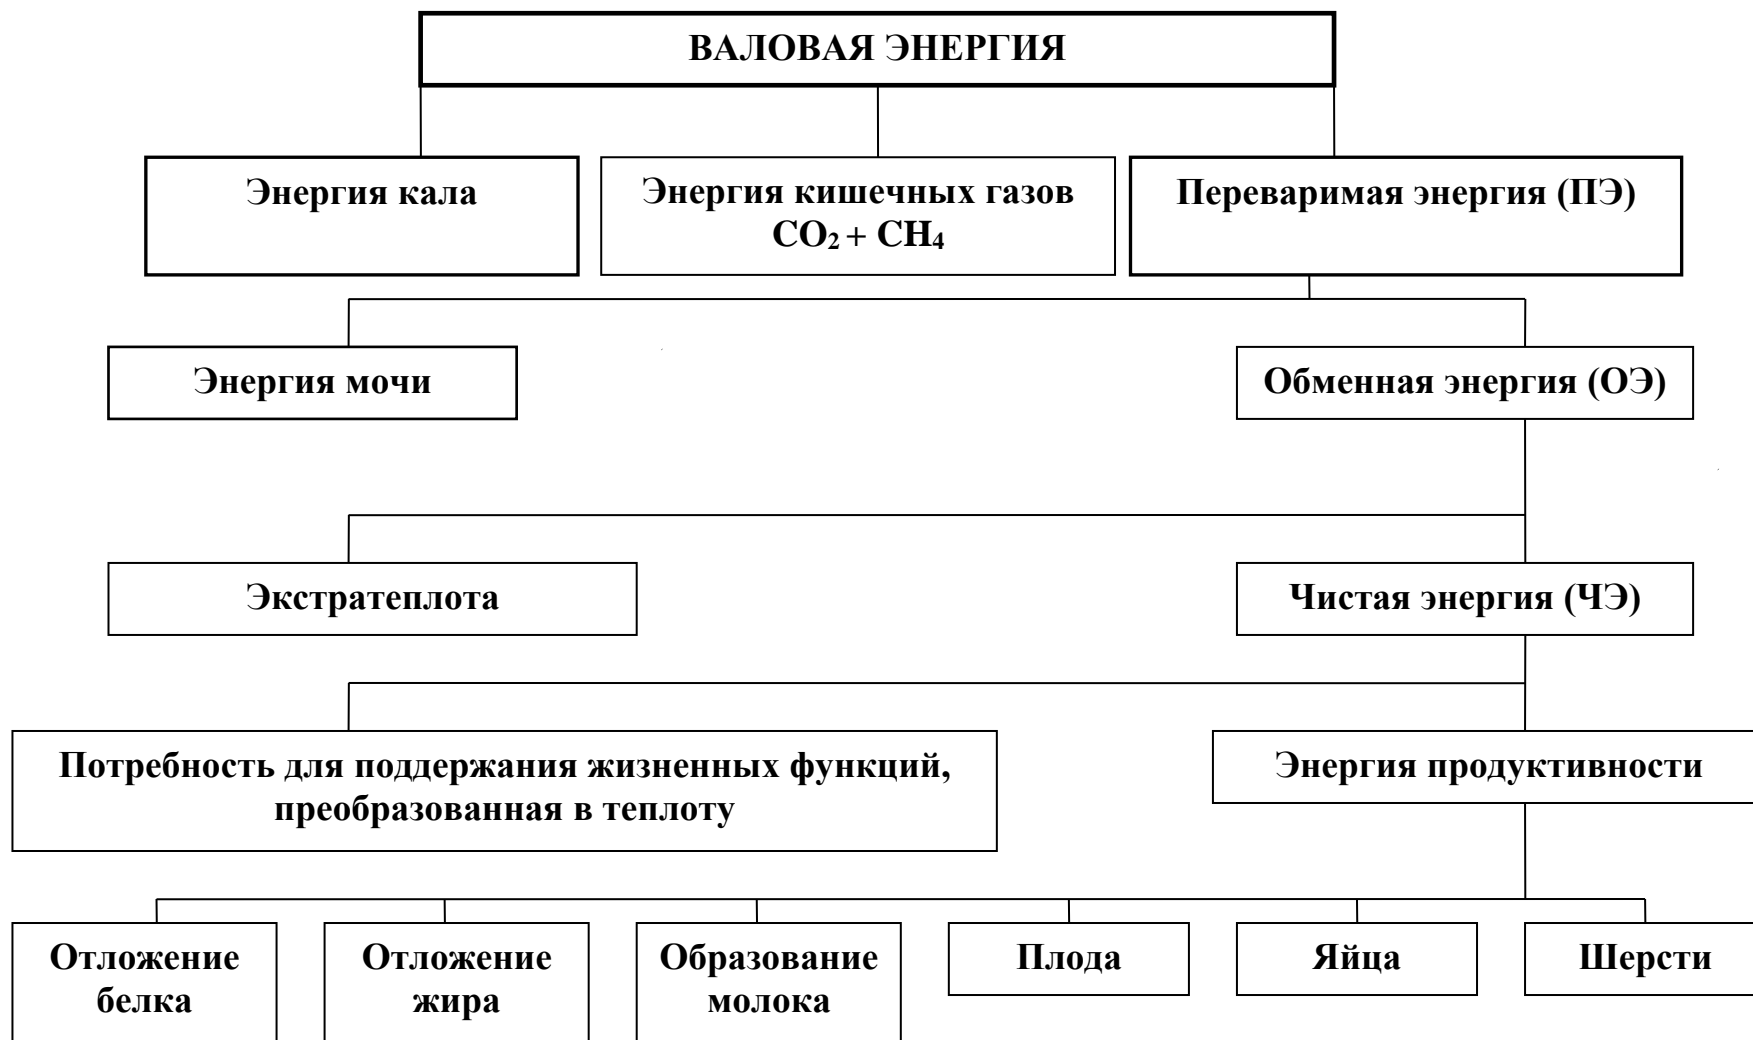 ВАЛОВАЯ ЭНЕРГИЯ
Энергия кала
Энергия кишечных газов
CO₂ + CH₄
Переваримая энергия (ПЭ)
Энергия мочи
Обменная энергия (ОЭ)
Экстратеплота
Чистая энергия (ЧЭ)
Потребность для поддержания жизненных функций,
преобразованная в теплоту
Энергия продуктивности
Отложение
белка
Отложение
жира
Образование
молока
Плода
Яйца
Шерсти